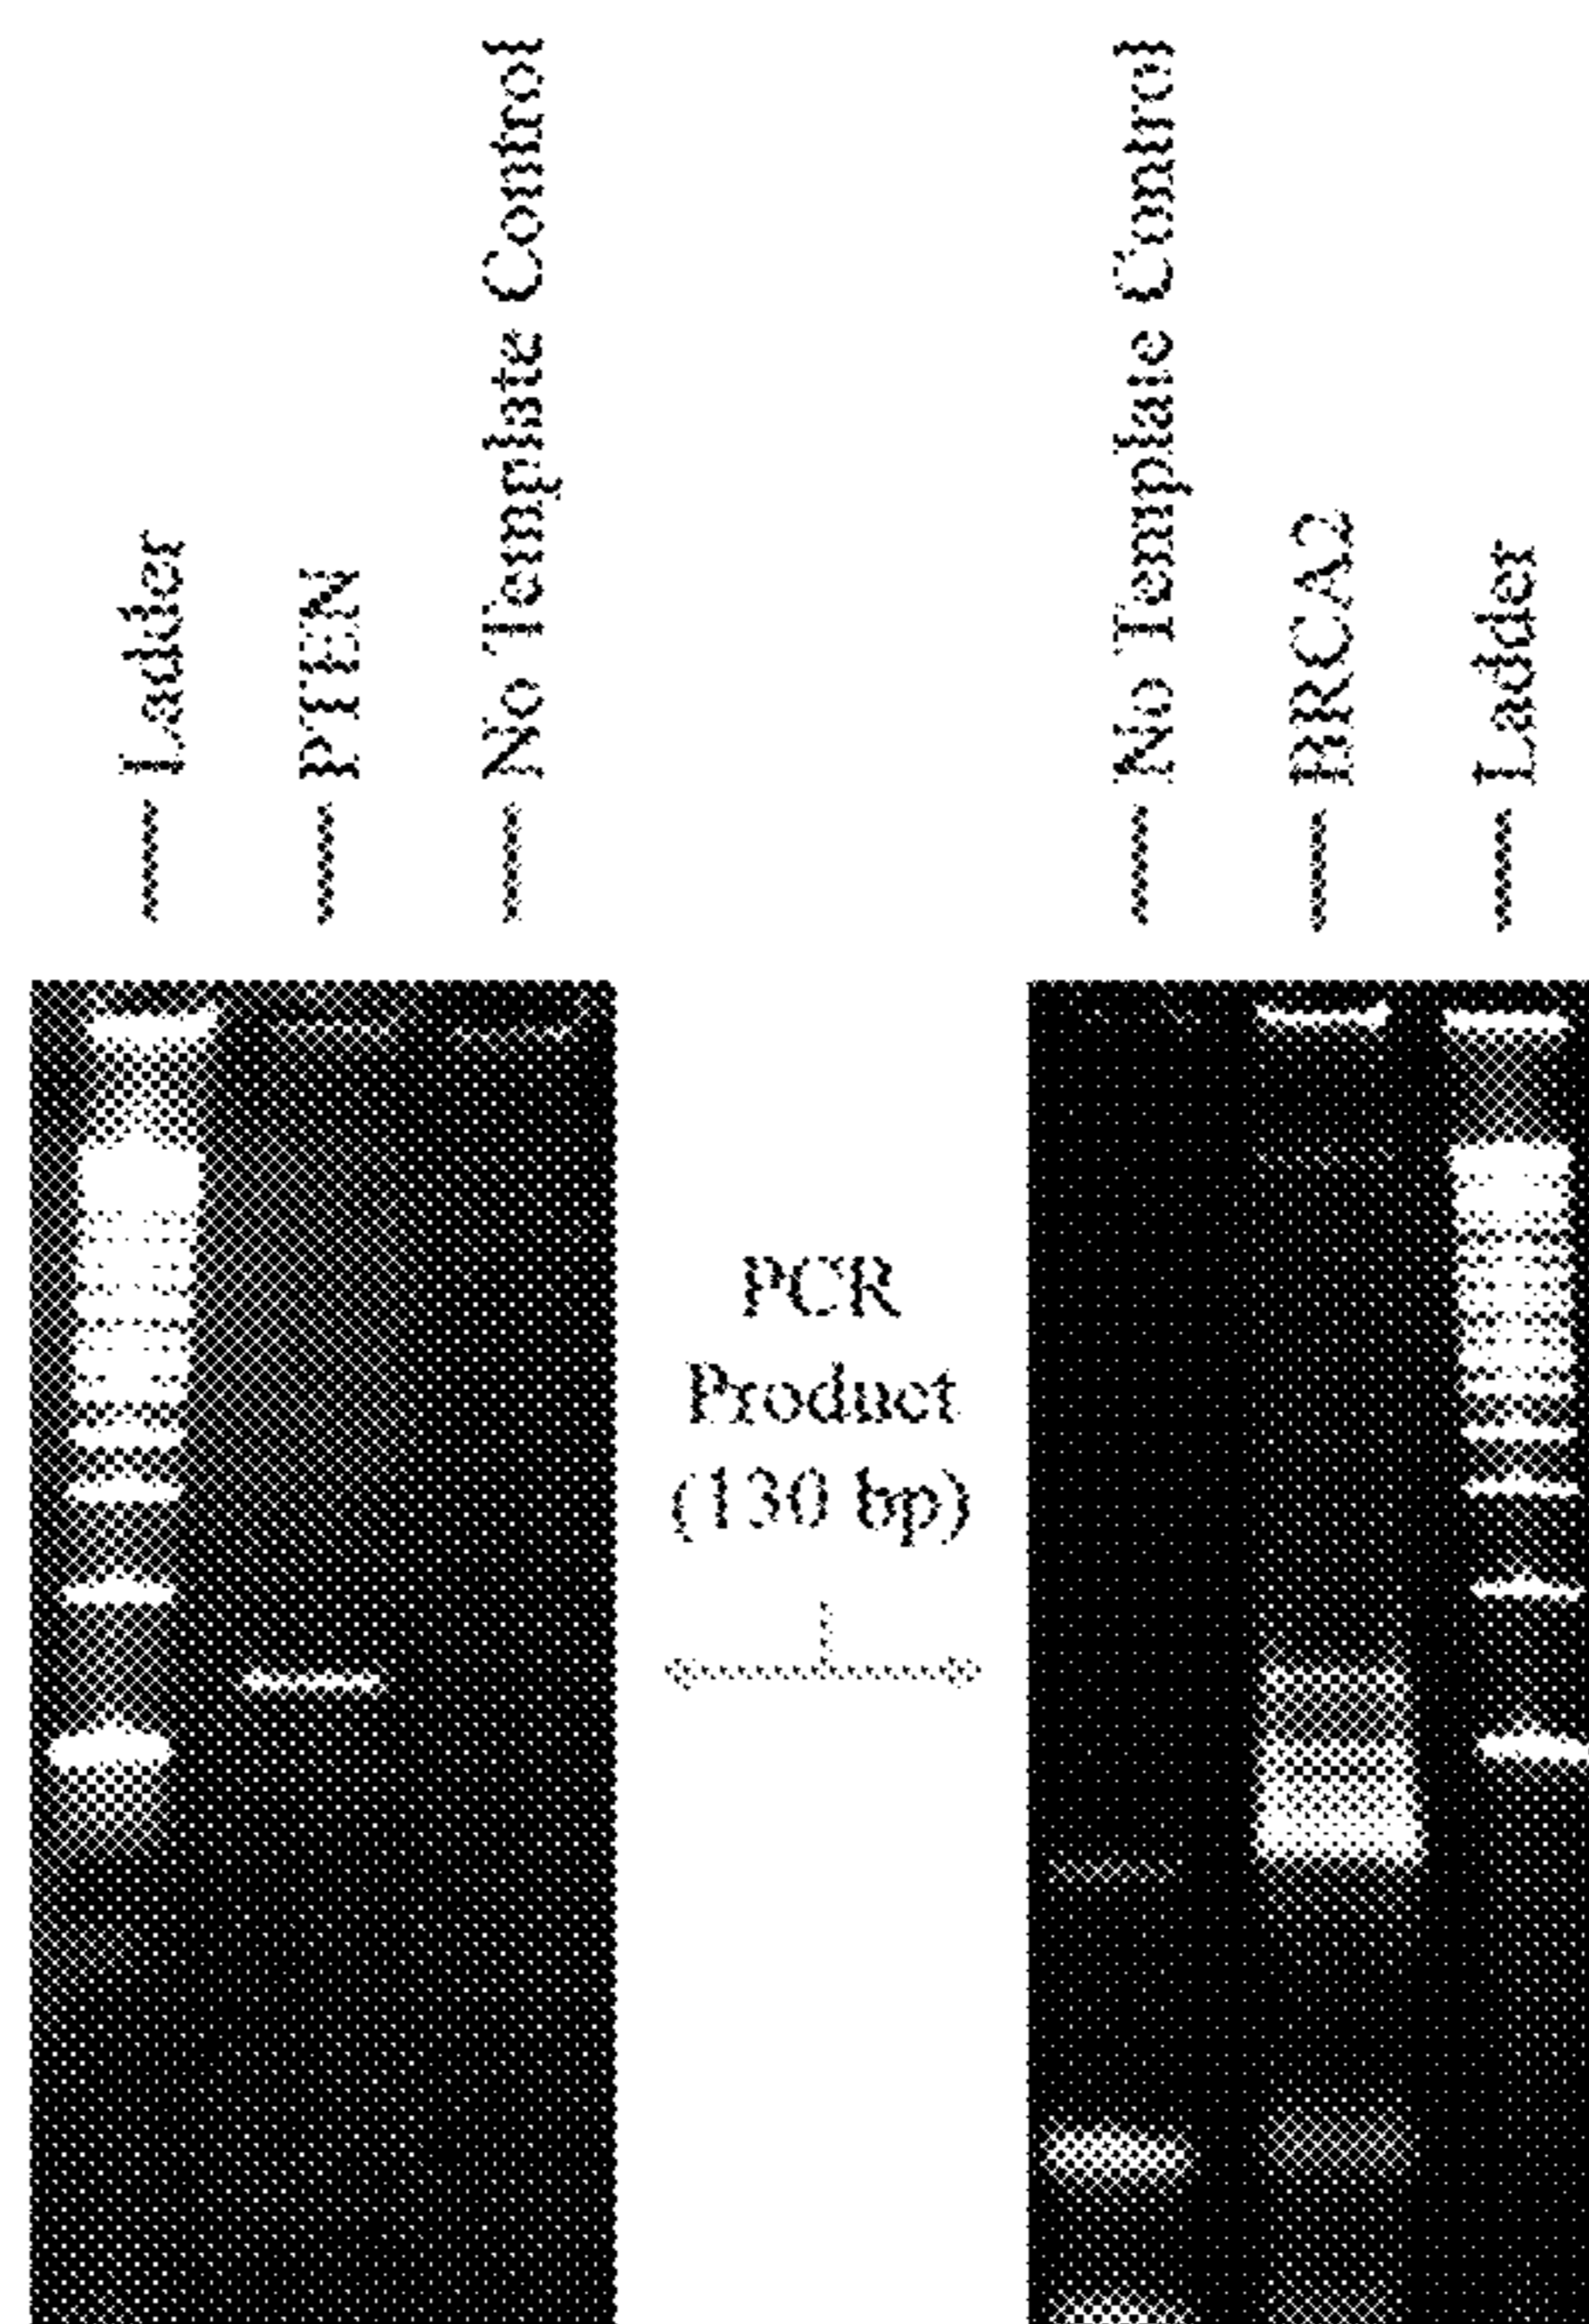 Ladder
PTEN
No Template Control
No Template Control
BRCA2
Ladder
PCR
Product
(130 bp)